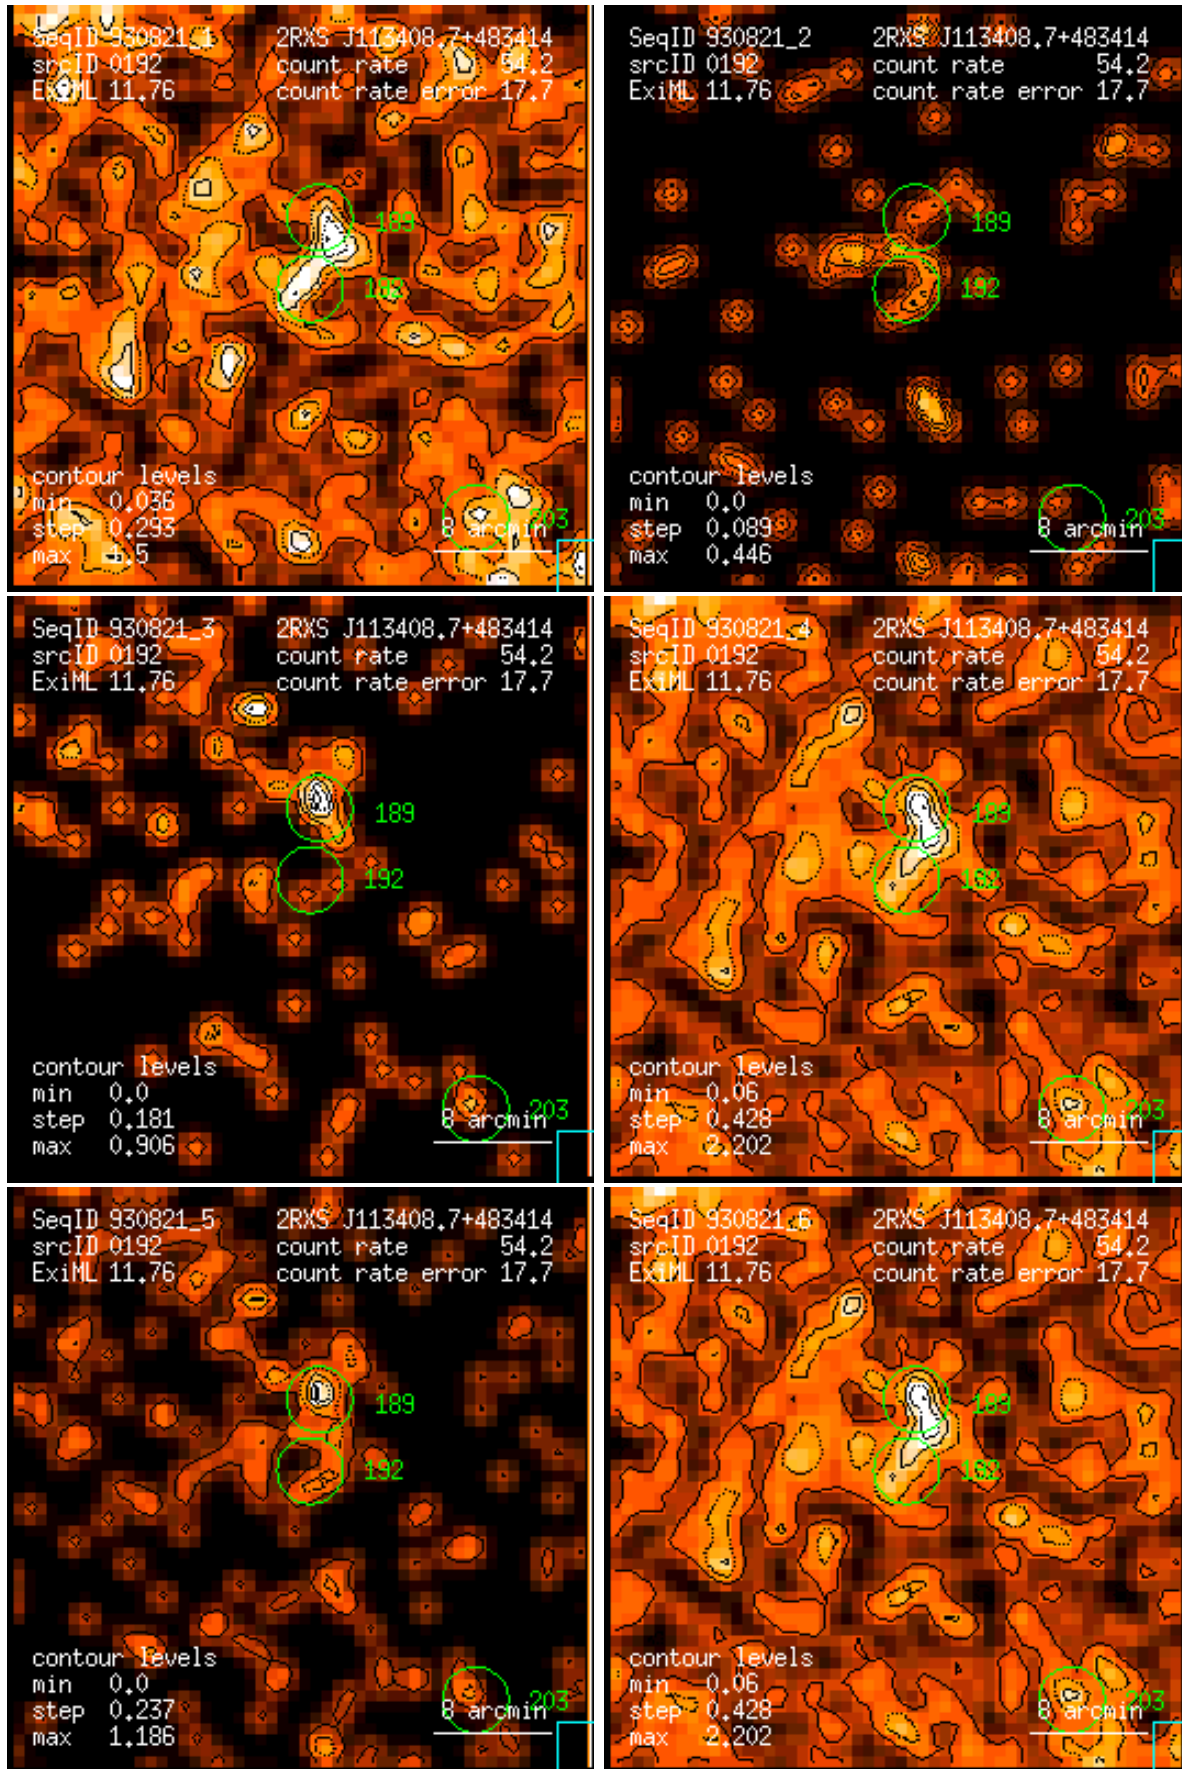 SeqID 930821_1 2RXS J113408.7+483414
srcID 0192 count rate 54.2
ExiML 11.76 count rate error 17.7
189
192
contour levels
min 0.036
step 0.293
max 1.5
203
8 arcmin
SeqID 930821_2 2RXS J113408.7+483414
srcID 0192 count rate 54.2
ExiML 11.76 count rate error 17.7
189
192
contour levels
min 0.0
step 0.089
max 0.446
203
8 arcmin
SeqID 930821_3 2RXS J113408.7+483414
srcID 0192 count rate 54.2
ExiML 11.76 count rate error 17.7
189
192
contour levels
min 0.0
step 0.181
max 0.906
203
8 arcmin
SeqID 930821_4 2RXS J113408.7+483414
srcID 0192 count rate 54.2
ExiML 11.76 count rate error 17.7
189
192
contour levels
min 0.06
step 0.428
max 2.202
203
8 arcmin
SeqID 930821_5 2RXS J113408.7+483414
srcID 0192 count rate 54.2
ExiML 11.76 count rate error 17.7
189
192
contour levels
min 0.0
step 0.237
max 1.186
203
8 arcmin
SeqID 930821_6 2RXS J113408.7+483414
srcID 0192 count rate 54.2
ExiML 11.76 count rate error 17.7
189
192
contour levels
min 0.06
step 0.428
max 2.202
203
8 arcmin